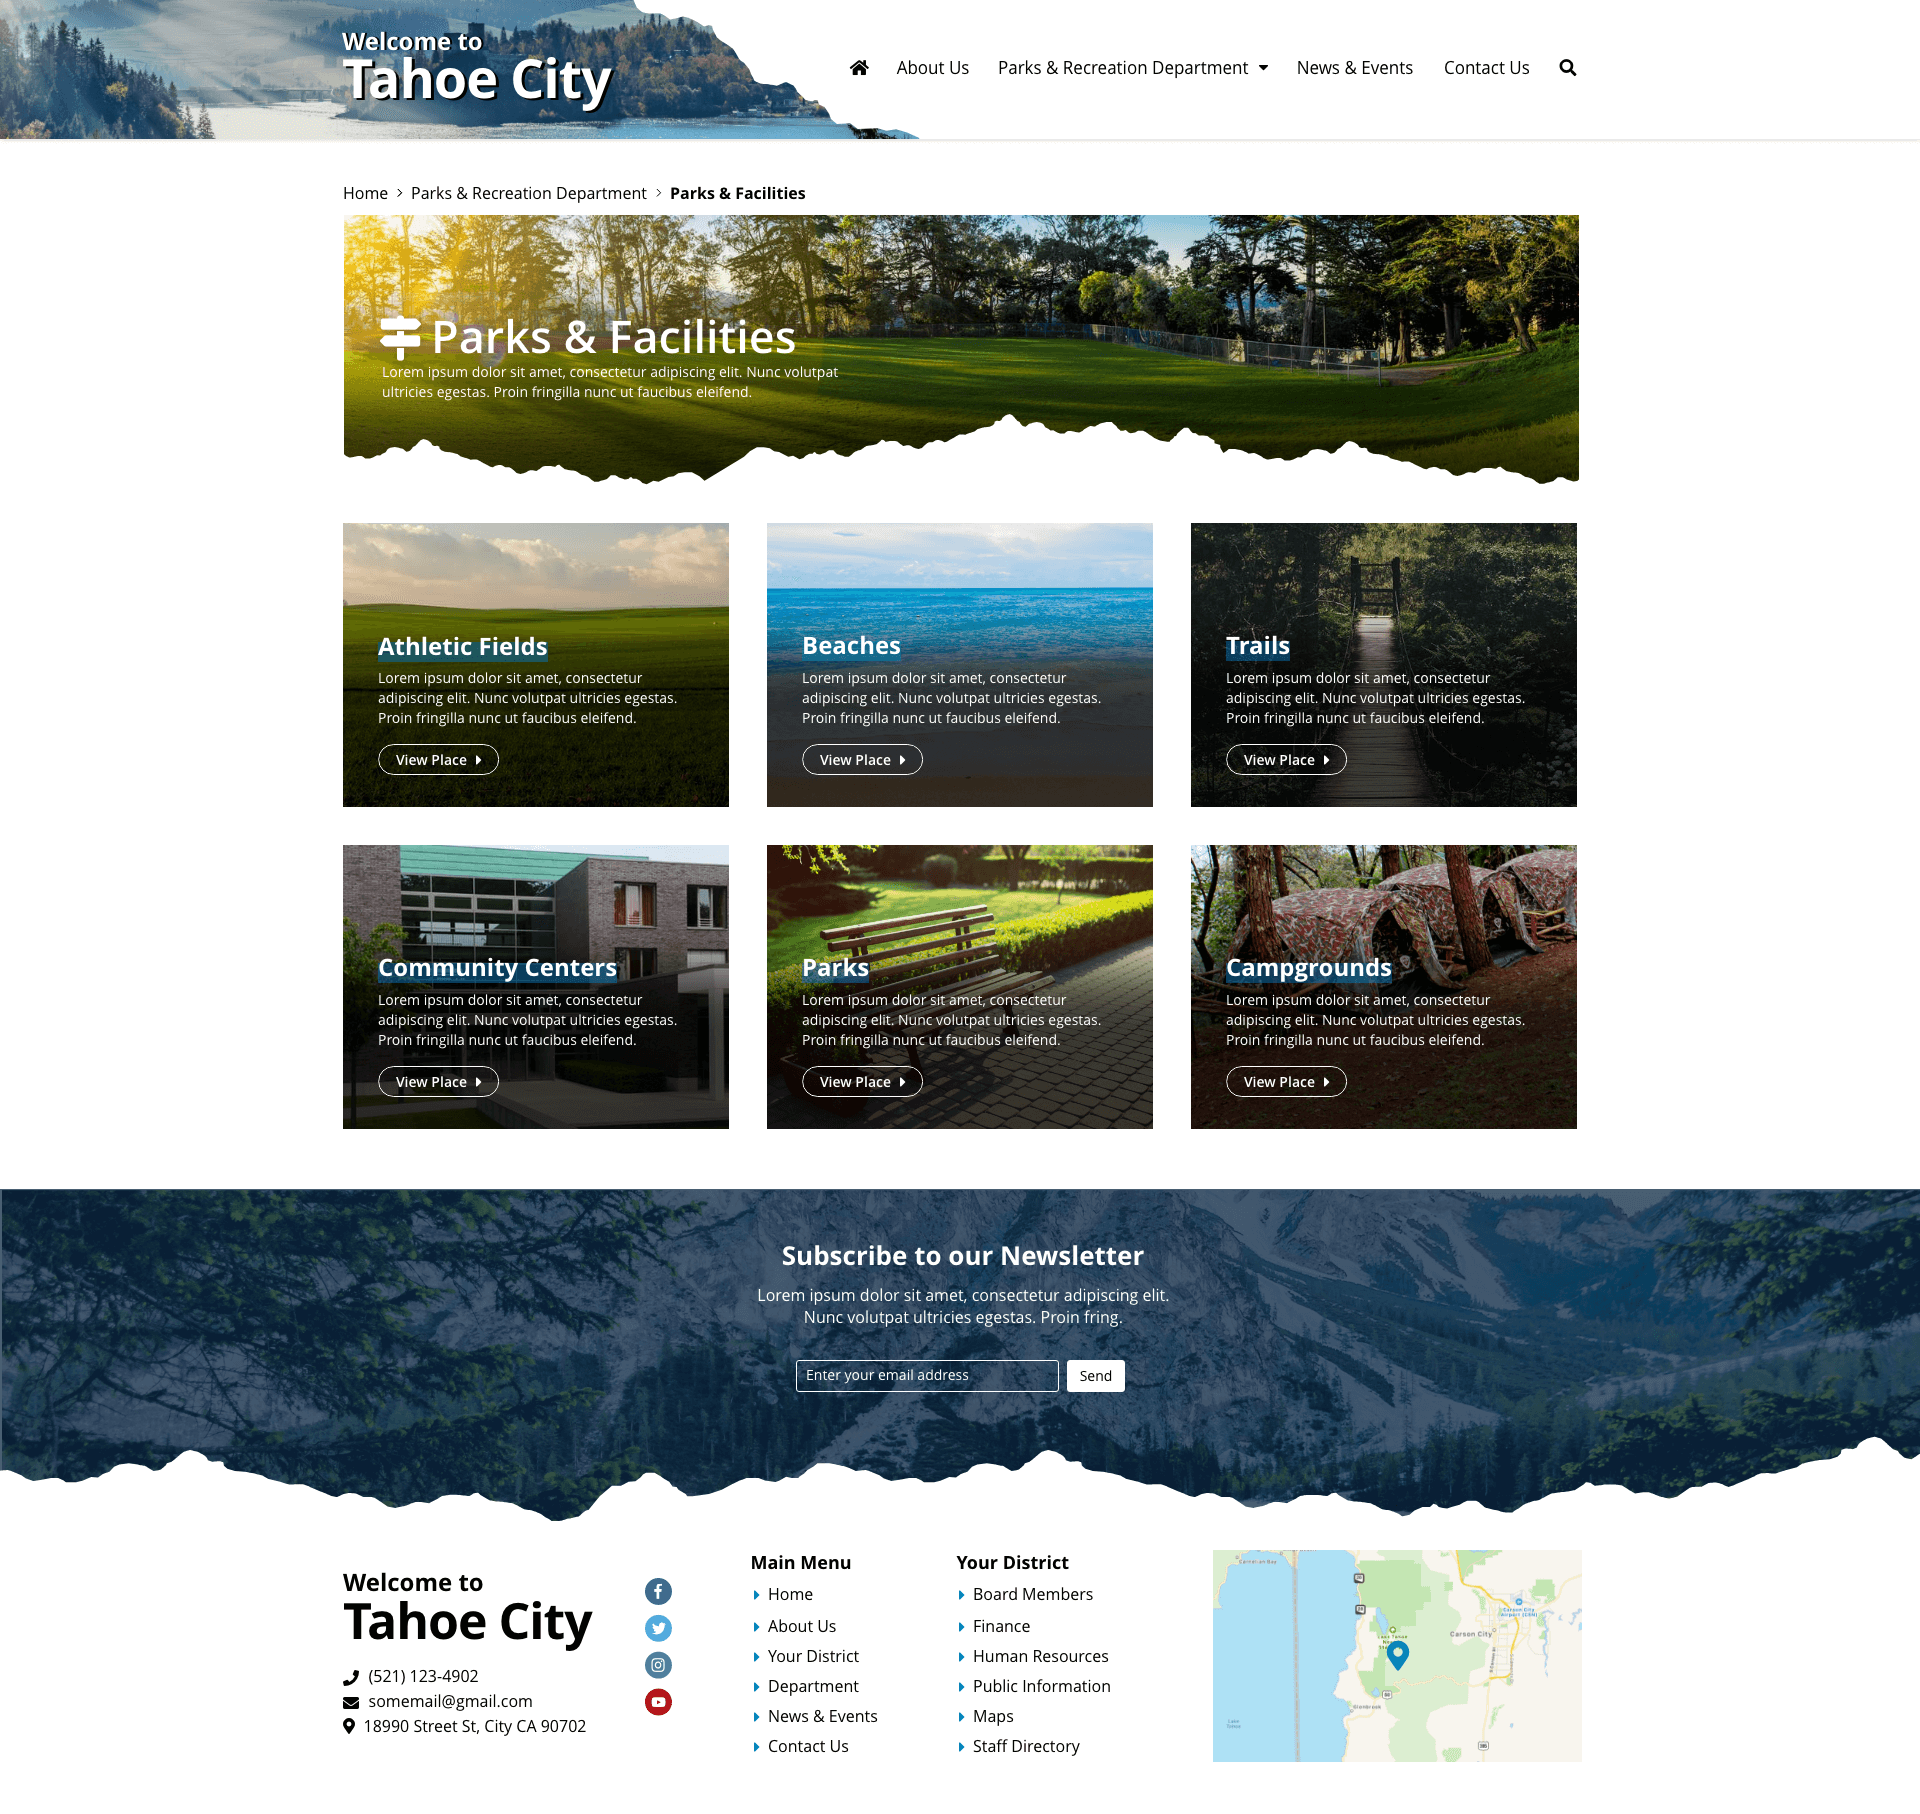 Welcome to
Tahoe City
About Us
Parks & Recreation Department
News & Events
Contact Us
Home > Parks & Recreation Department > Parks & Facilities
Parks & Facilities
Lorem ipsum dolor sit amet, consectetur adipiscing elit. Nunc volutpat
ultricies egestas. Proin fringilla nunc ut faucibus eleifend.
Athletic Fields
Lorem ipsum dolor sit amet, consectetur
adipiscing elit. Nunc volutpat ultricies egestas.
Proin fringilla nunc ut faucibus eleifend.
View Place
Beaches
Lorem ipsum dolor sit amet, consectetur
adipiscing elit. Nunc volutpat ultricies egestas.
Proin fringilla nunc ut faucibus eleifend.
View Place
Trails
Lorem ipsum dolor sit amet, consectetur
adipiscing elit. Nunc volutpat ultricies egestas.
Proin fringilla nunc ut faucibus eleifend.
View Place
Community Centers
Lorem ipsum dolor sit amet, consectetur
adipiscing elit. Nunc volutpat ultricies egestas.
Proin fringilla nunc ut faucibus eleifend.
View Place
Parks
Lorem ipsum dolor sit amet, consectetur
adipiscing elit. Nunc volutpat ultricies egestas.
Proin fringilla nunc ut faucibus eleifend.
View Place
Campgrounds
Lorem ipsum dolor sit amet, consectetur
adipiscing elit. Nunc volutpat ultricies egestas.
Proin fringilla nunc ut faucibus eleifend.
View Place
Subscribe to our Newsletter
Lorem ipsum dolor sit amet, consectetur adipiscing elit.
Nunc volutpat ultricies egestas. Proin fring.
Enter your email address
Send
Welcome to
Tahoe City
(521) 123-4902
somemail@gmail.com
18990 Street St, City CA 90702
Main Menu
Home
About Us
Your District
Department
News & Events
Contact Us
Your District
Board Members
Finance
Human Resources
Public Information
Maps
Staff Directory
Carson City
Airport (CSN)
Carson City
Lake Tahoe
Lake
Tahoe